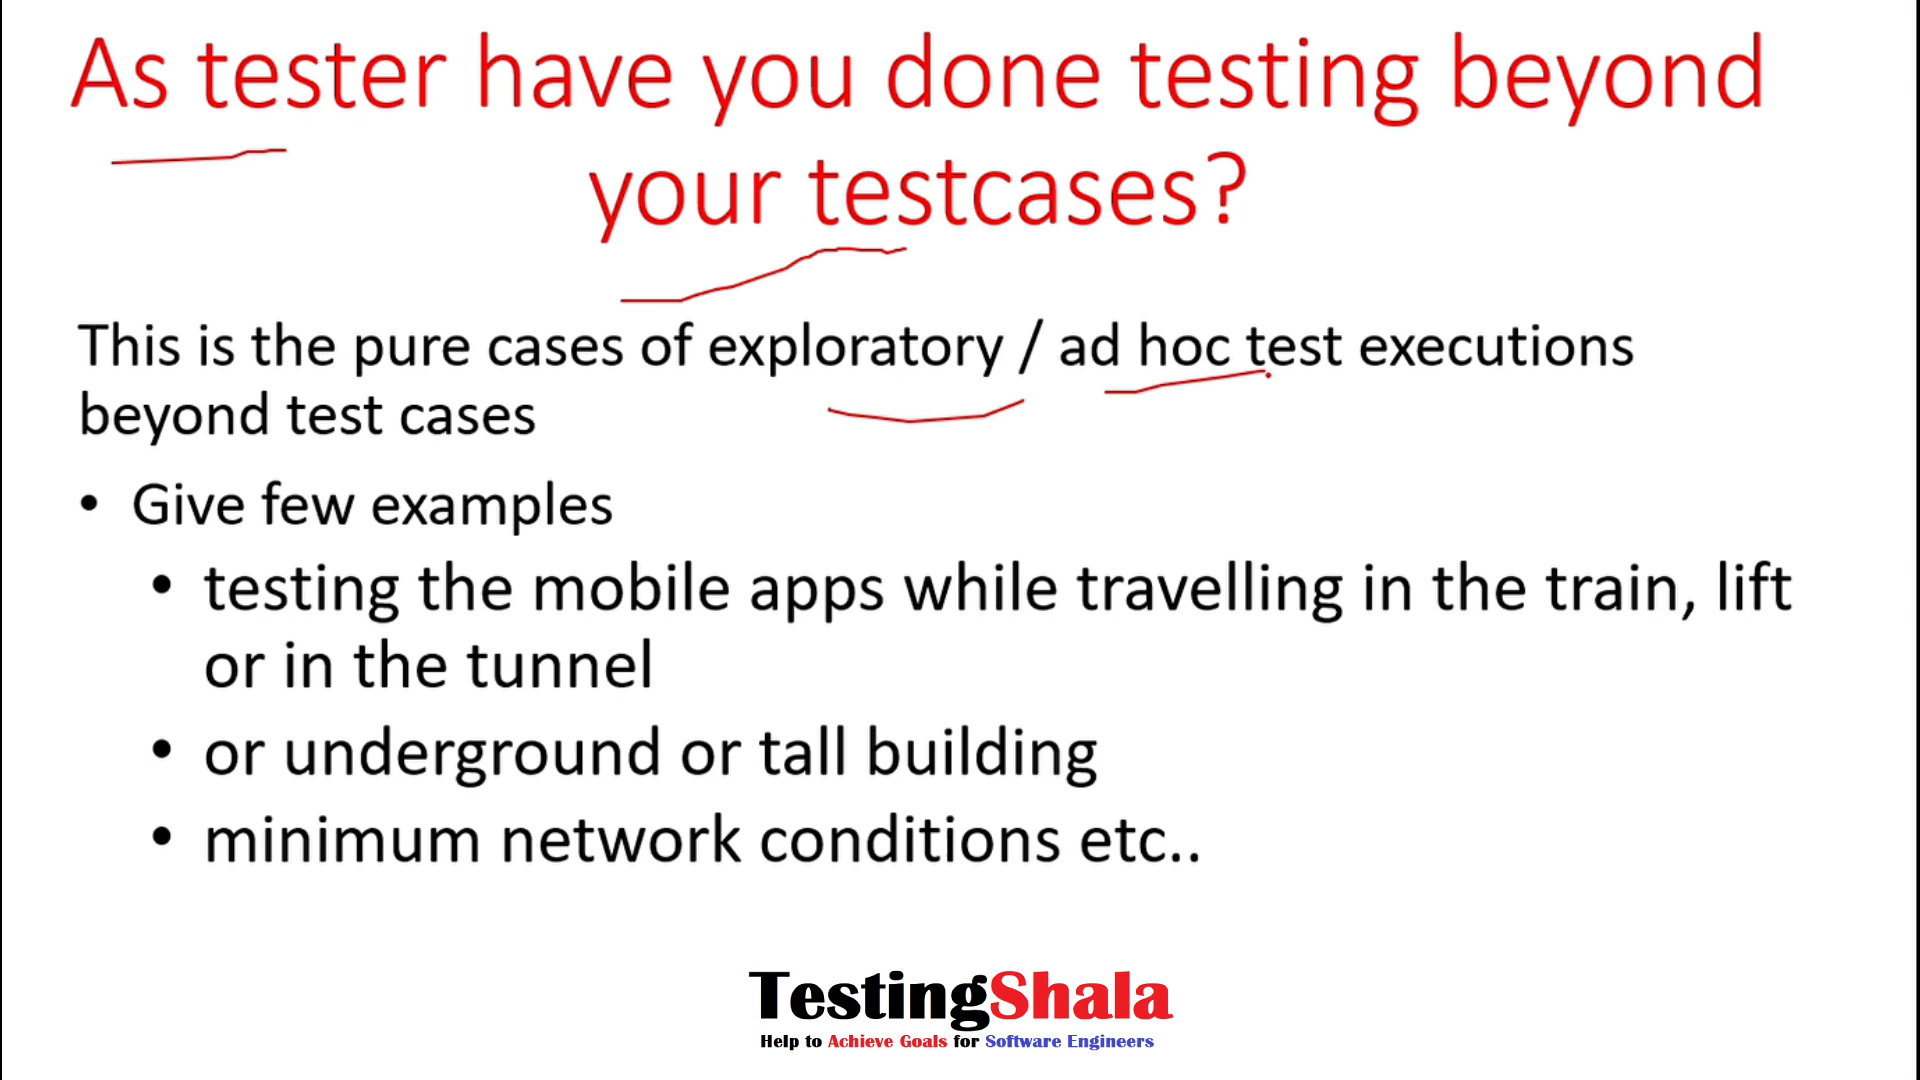 As tester have you done testing beyond
your testcases?
This is the pure cases of exploratory / ad hoc test executions
beyond test cases
• Give few examples
• testing the mobile apps while travelling in the train, lift
or in the tunnel
• or underground or tall building
• minimum network conditions etc..
TestingShala
Help to Achieve Goals for Software Engineers